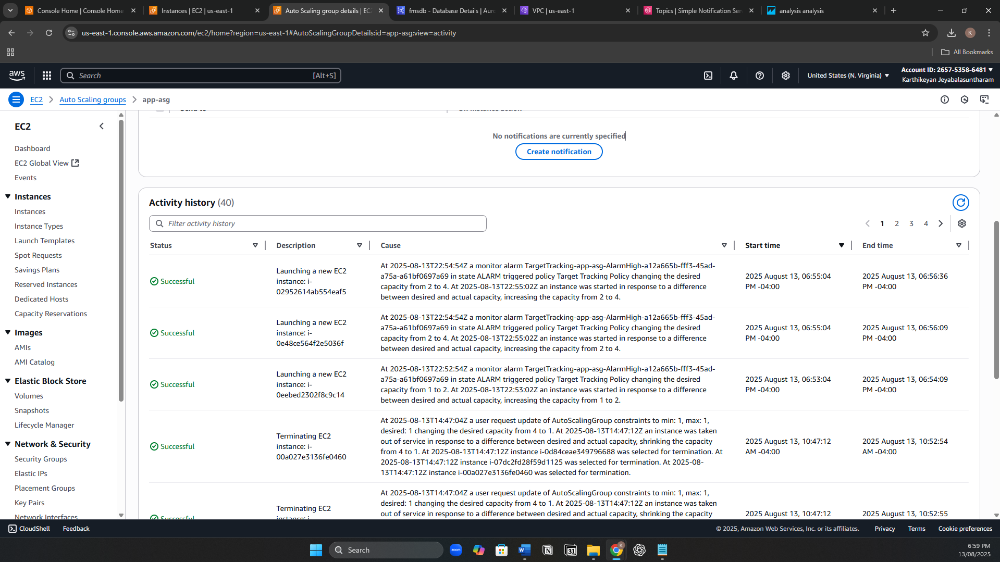 Console Home | Console Home
Instances | EC2 | us-east-1
Auto Scaling group details | EC
fmsdb - Database Details | Auro
VPC | us-east-1
Topics | Simple Notification Ser
analysis analysis
us-east-1.console.aws.amazon.com/ec2/home?region=us-east-1#AutoScalingGroupDetails:id=app-asg;view=activity
K
All Bookmarks
aws
Search
[Alt+S]
United States (N. Virginia)
Account ID: 2657-5358-6481
Karthikeyan Jeyabalasuntharam
EC2
Auto Scaling groups
app-asg
EC2
Dashboard
EC2 Global View
Events
Instances
Instances
Instance Types
Launch Templates
Spot Requests
Savings Plans
Reserved Instances
Dedicated Hosts
Capacity Reservations
Images
AMIs
AMI Catalog
Elastic Block Store
Volumes
Snapshots
Lifecycle Manager
Network & Security
Security Groups
Elastic IPs
Placement Groups
Key Pairs
Network Interfaces
No notifications are currently specified
Create notification
Activity history (40)
Filter activity history
1 2 3 4
Status
Description
Cause
Start time
End time
Successful
Launching a new EC2
instance: i-
02952614ab554eaf5
At 2025-08-13T22:54:54Z a monitor alarm TargetTracking-app-asg-AlarmHigh-a12a665b-fff3-45ad-
a75a-a61bf0697a69 in state ALARM triggered policy Target Tracking Policy changing the desired
capacity from 2 to 4. At 2025-08-13T22:55:02Z an instance was started in response to a difference
between desired and actual capacity, increasing the capacity from 2 to 4.
2025 August 13, 06:55:04
PM -04:00
2025 August 13, 06:56:36
PM -04:00
Successful
Launching a new EC2
instance: i-
0e48ce564f2e5036f
At 2025-08-13T22:54:54Z a monitor alarm TargetTracking-app-asg-AlarmHigh-a12a665b-fff3-45ad-
a75a-a61bf0697a69 in state ALARM triggered policy Target Tracking Policy changing the desired
capacity from 2 to 4. At 2025-08-13T22:55:02Z an instance was started in response to a difference
between desired and actual capacity, increasing the capacity from 2 to 4.
2025 August 13, 06:55:04
PM -04:00
2025 August 13, 06:56:09
PM -04:00
Successful
Launching a new EC2
instance: i-
0eebed2302f8c9c14
At 2025-08-13T22:52:54Z a monitor alarm TargetTracking-app-asg-AlarmHigh-a12a665b-fff3-45ad-
a75a-a61bf0697a69 in state ALARM triggered policy Target Tracking Policy changing the desired
capacity from 1 to 2. At 2025-08-13T22:53:02Z an instance was started in response to a difference
between desired and actual capacity, increasing the capacity from 1 to 2.
2025 August 13, 06:53:04
PM -04:00
2025 August 13, 06:54:09
PM -04:00
Successful
Terminating EC2
instance: i-
00a027e3136fe0460
At 2025-08-13T14:47:04Z a user request update of AutoScalingGroup constraints to min: 1, max: 1,
desired: 1 changing the desired capacity from 4 to 1. At 2025-08-13T14:47:12Z an instance was taken
out of service in response to a difference between desired and actual capacity, shrinking the capacity
from 4 to 1. At 2025-08-13T14:47:12Z instance i-0d84ceae349796688 was selected for termination. At
2025-08-13T14:47:12Z instance i-07dc2fd28f59d1125 was selected for termination. At 2025-08-
13T14:47:12Z instance i-00a027e3136fe0460 was selected for termination.
2025 August 13, 10:47:12
AM -04:00
2025 August 13, 10:52:54
AM -04:00
Successful
Terminating EC2
instance: i-
At 2025-08-13T14:47:04Z a user request update of AutoScalingGroup constraints to min: 1, max: 1,
desired: 1 changing the desired capacity from 4 to 1. At 2025-08-13T14:47:12Z an instance was taken
out of service in response to a difference between desired and actual capacity, shrinking the capacity
2025 August 13, 10:47:12
2025 August 13, 10:52:55
CloudShell
Feedback
© 2025, Amazon Web Services, Inc. or its affiliates.
Privacy
Terms
Cookie preferences
Search
zoom
31
K
6:59 PM
13/08/2025